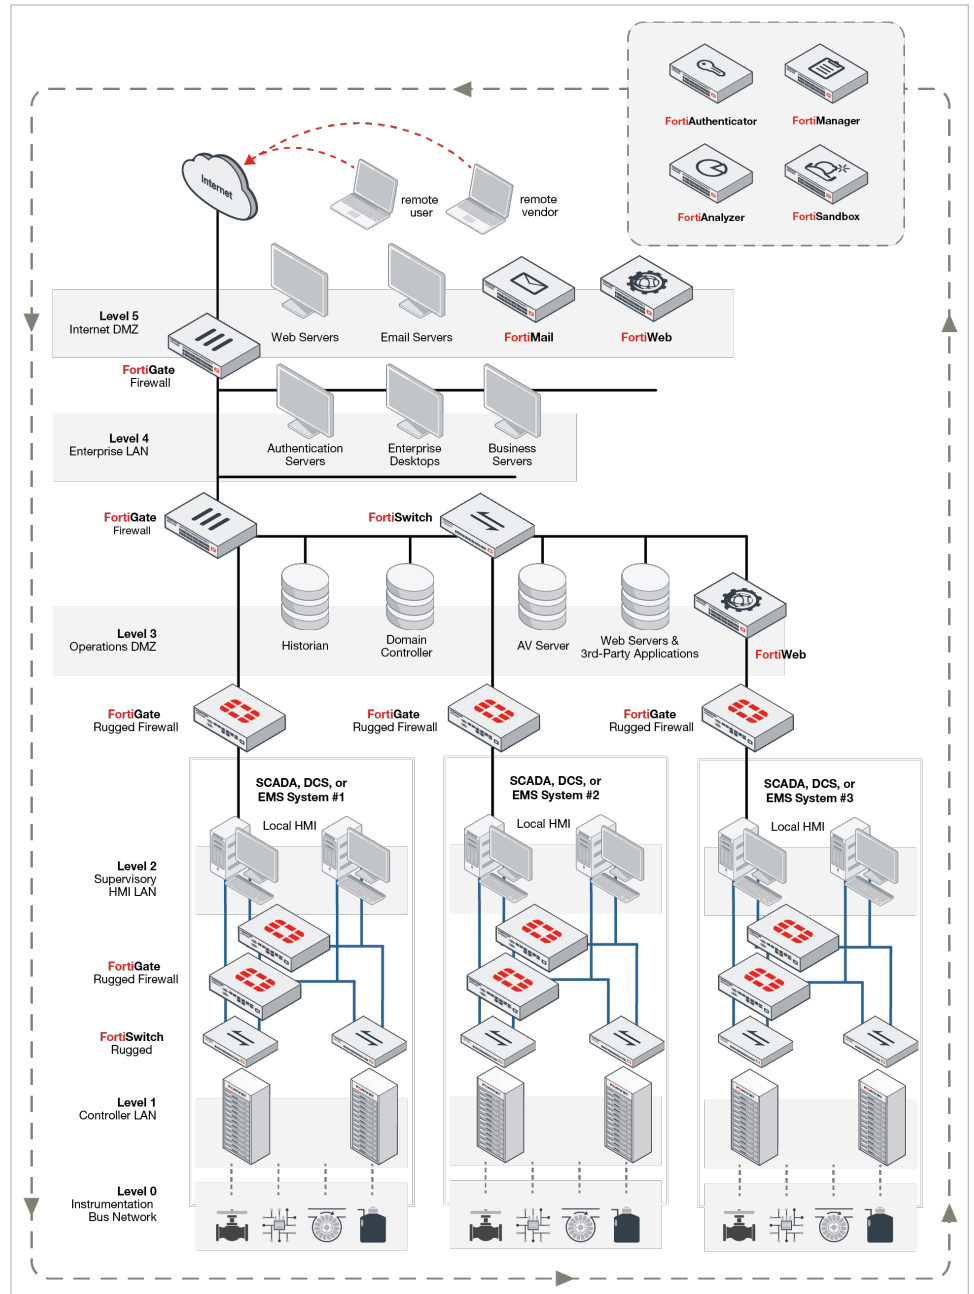 FortiAuthenticator
FortiManager
FortiAnalyzer
FortiSandbox
Internet
remote
user
remote
vendor
Level 5
Internet DMZ
Web Servers
Email Servers
FortiMail
FortiWeb
FortiGate
Firewall
Level 4
Enterprise LAN
Authentication
Servers
Enterprise
Desktops
Business
Servers
FortiGate
Firewall
FortiSwitch
Level 3
Operations DMZ
Historian
Domain
Controller
AV Server
Web Servers &
3rd-Party Applications
FortiWeb
FortiGate
Rugged Firewall
FortiGate
Rugged Firewall
FortiGate
Rugged Firewall
SCADA, DCS, or
EMS System #1
Local HMI
SCADA, DCS, or
EMS System #2
Local HMI
SCADA, DCS, or
EMS System #3
Local HMI
Level 2
Supervisory
HMI LAN
FortiGate
Rugged Firewall
FortiSwitch
Rugged
Level 1
Controller LAN
Level 0
Instrumentation
Bus Network